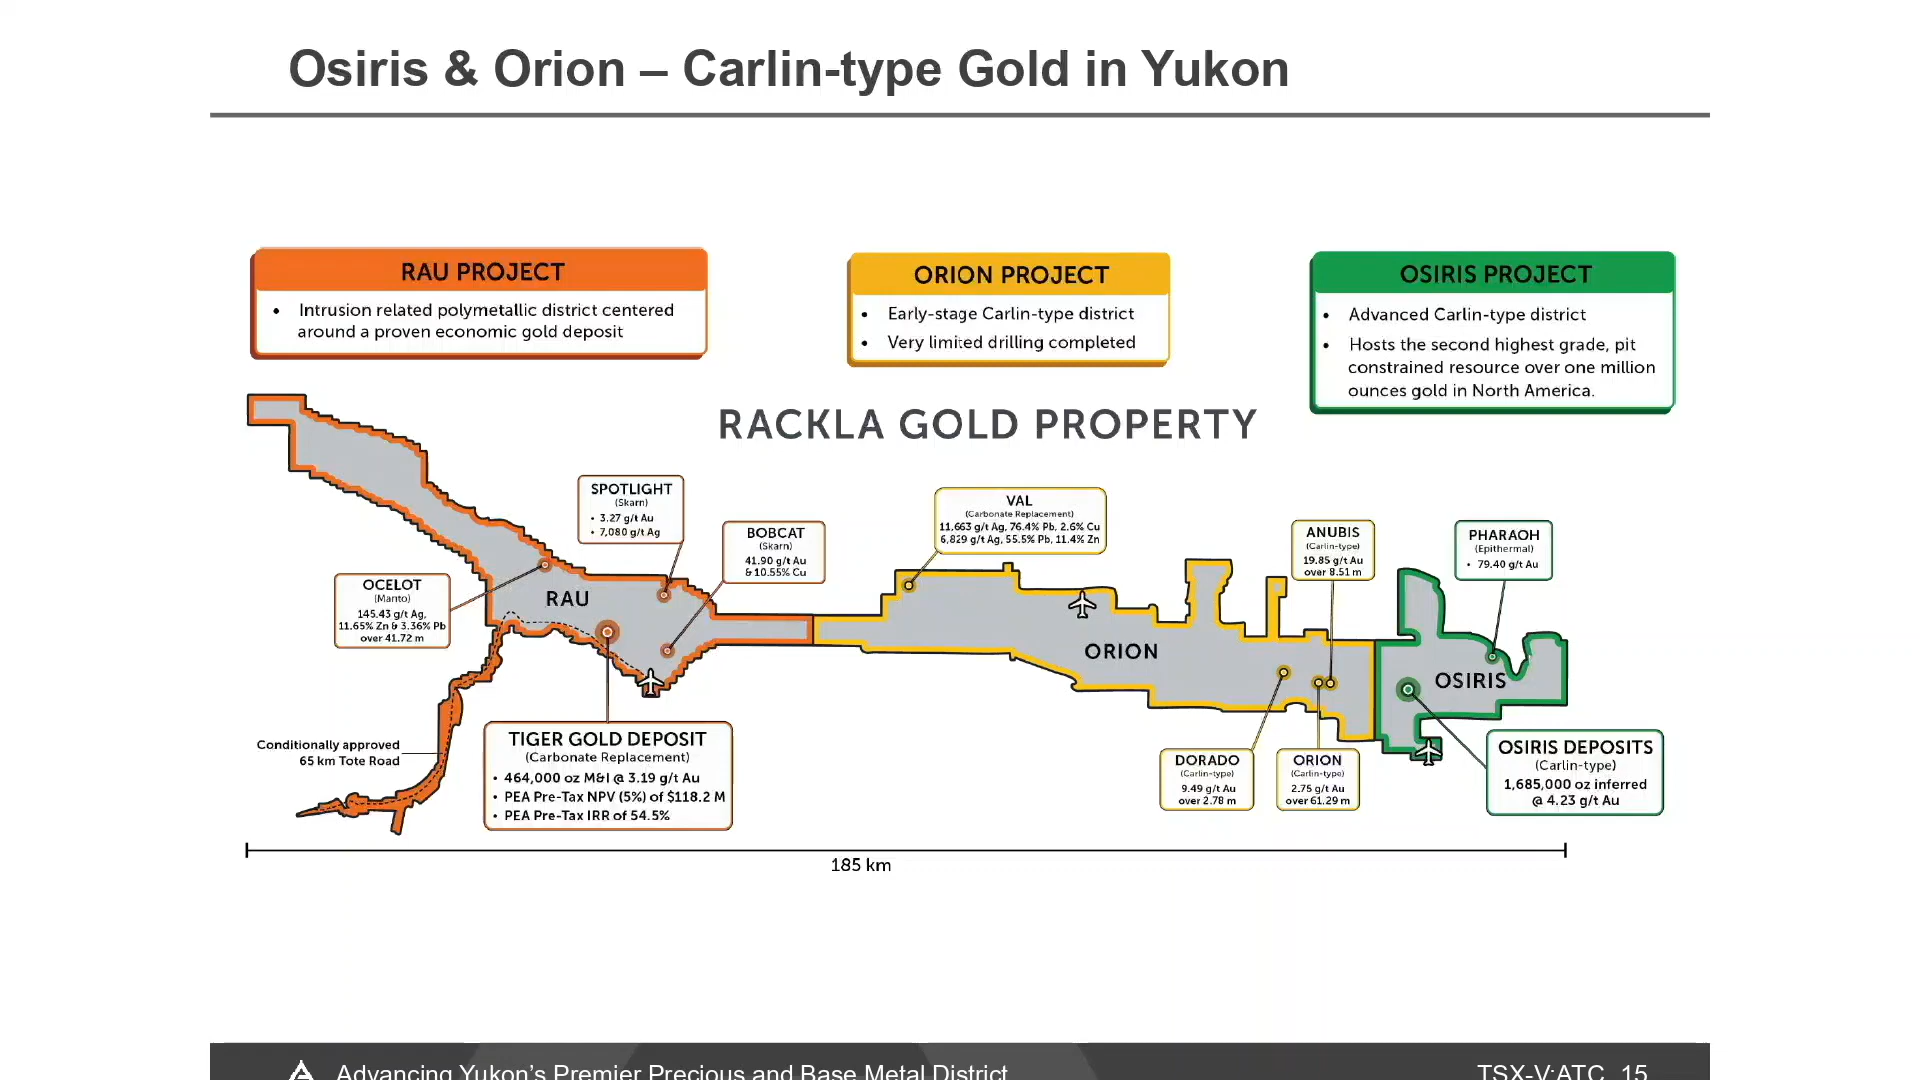 Osiris & Orion – Carlin-type Gold in Yukon
RAU PROJECT
• Intrusion related polymetallic district centered
around a proven economic gold deposit
ORION PROJECT
• Early-stage Carlin-type district
• Very limited drilling completed
OSIRIS PROJECT
• Advanced Carlin-type district
• Hosts the second highest grade, pit
constrained resource over one million
ounces gold in North America.
RACKLA GOLD PROPERTY
SPOTLIGHT
(Skarn)
• 3.27 g/t Au
• 7,080 g/t Ag
BOBCAT
(Skarn)
41.90 g/t Au
& 10.55% Cu
VAL
(Carbonate Replacement)
11,663 g/t Ag, 76.4% Pb, 2.6% Cu
6,829 g/t Ag, 55.5% Pb, 11.4% Zn
ANUBIS
(Carlin-type)
19.85 g/t Au
over 8.51 m
PHARAOH
(Epithermal)
• 79.40 g/t Au
OCELOT
(Manto)
145.43 g/t Ag,
11.65% Zn & 3.36% Pb
over 41.72 m
RAU
ORION
OSIRIS
Conditionally approved
65 km Tote Road
TIGER GOLD DEPOSIT
(Carbonate Replacement)
• 464,000 oz M&I @ 3.19 g/t Au
• PEA Pre-Tax NPV (5%) of $118.2 M
• PEA Pre-Tax IRR of 54.5%
DORADO
(Carlin-type)
9.49 g/t Au
over 2.78 m
ORION
(Carlin-type)
2.75 g/t Au
over 61.29 m
OSIRIS DEPOSITS
(Carlin-type)
1,685,000 oz inferred
@ 4.23 g/t Au
185 km
Advancing Yukon's Premier Precious and Base Metal District
TSX-V:ATC 15